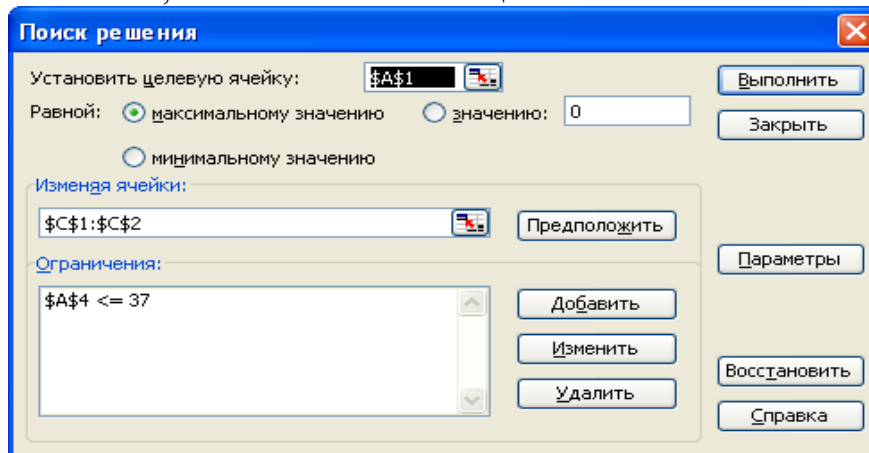 Поиск решения
Установить целевую ячейку: $A$1
Выполнить
Равной: максимальному значению значению: 0
Закрыть
минимальному значению
Изменяя ячейки:
$C$1:$C$2
Предположить
Ограничения:
Параметры
$A$4 <= 37
Добавить
Изменить
Восстановить
Удалить
Справка